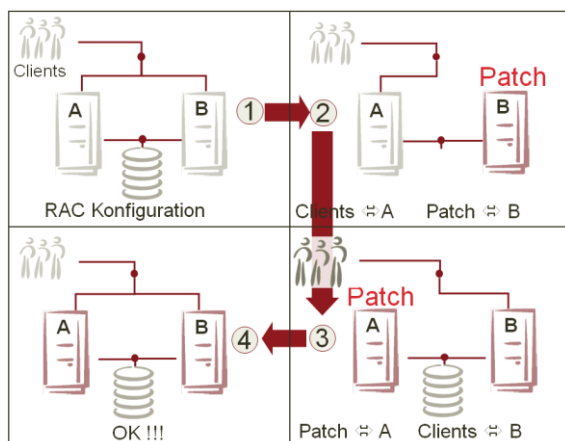 Clients
A
B
RAC Konfiguration
1
2
A
Patch
B
Clients ⇔ A
Patch ⇔ B
A
B
OK !!!
4
3
Patch
A
B
Patch ⇔ A
Clients ⇔ B